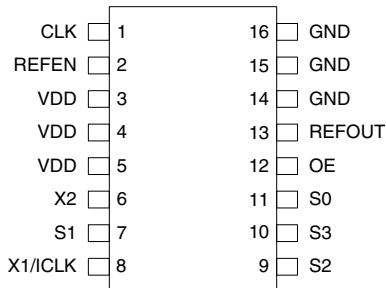 CLK 1 16 GND
REFEN 2 15 GND
VDD 3 14 GND
VDD 4 13 REFOUT
VDD 5 12 OE
X2 6 11 S0
S1 7 10 S3
X1/ICLK 8 9 S2